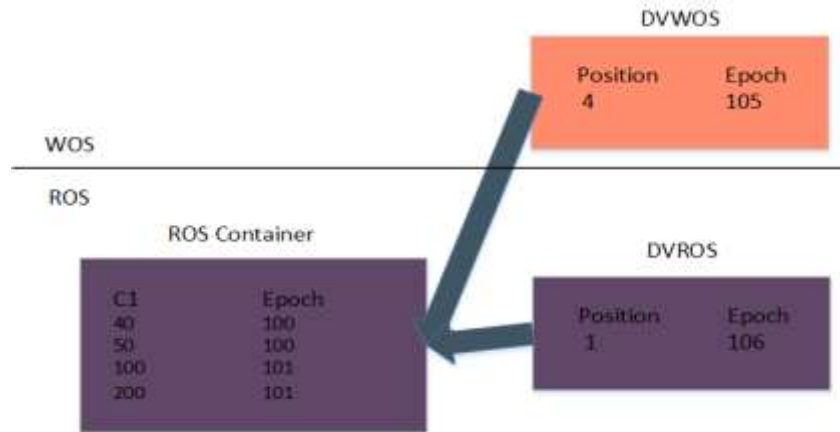 DVWOS
Position Epoch
4 105
WOS
ROS
ROS Container
C1 Epoch
40 100
50 100
100 101
200 101
DVROS
Position Epoch
1 106